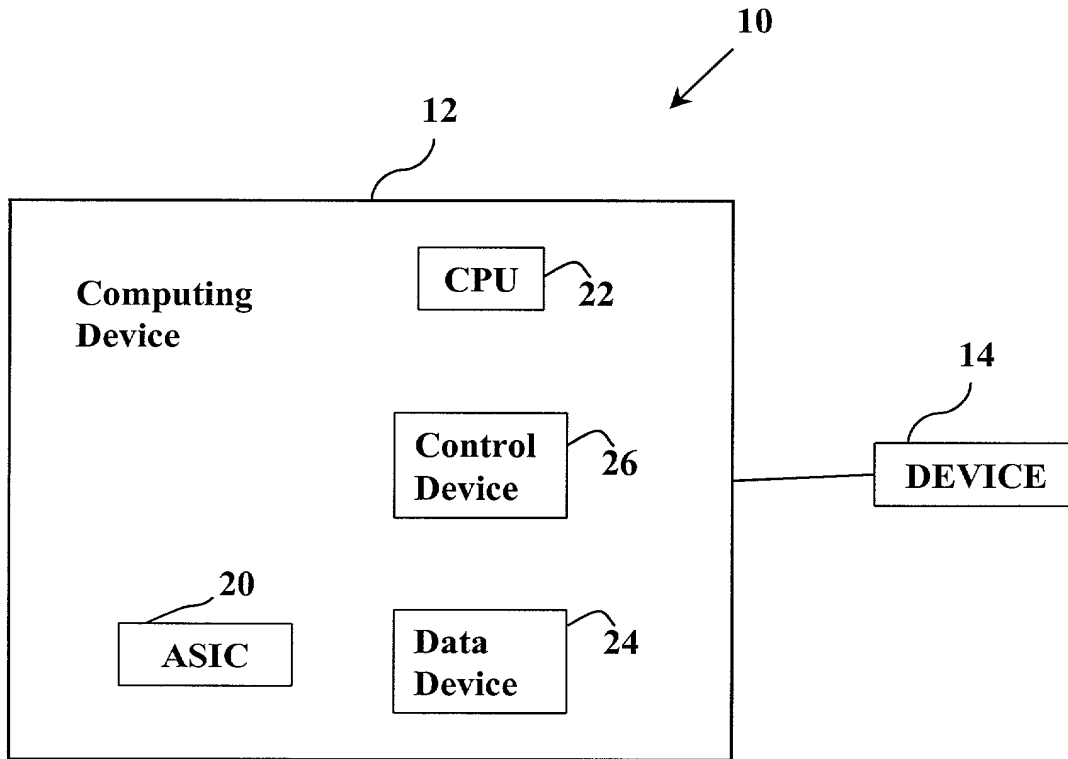 10
12
CPU
22
Computing
Device
14
Control
Device
26
DEVICE
20
ASIC
Data
Device
24